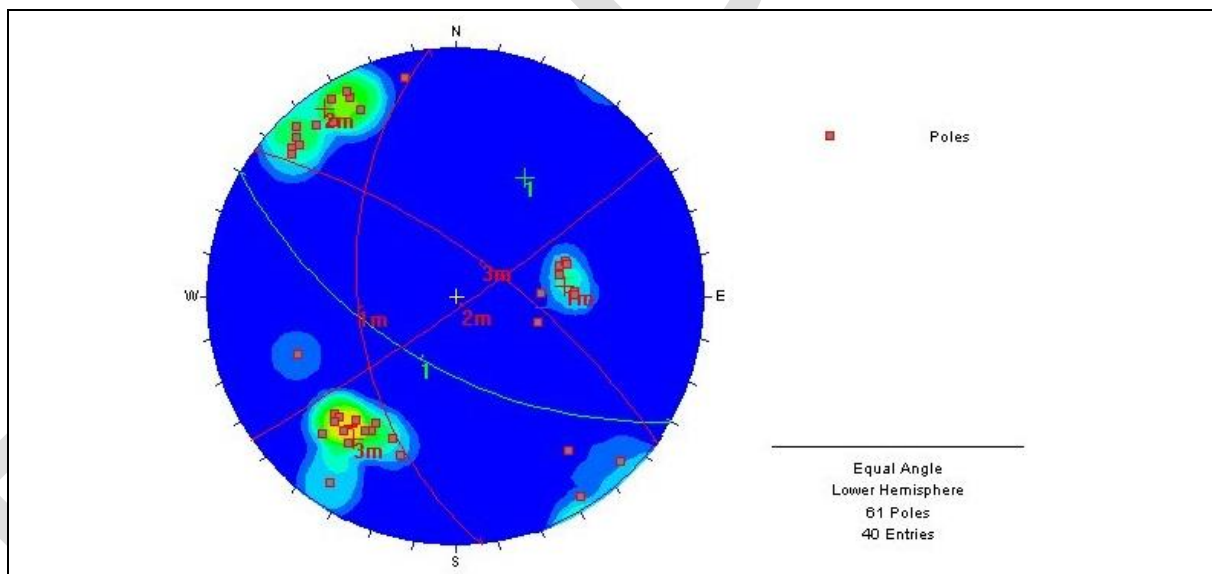 N
Poles
2m
1
3m
1m
W
E
1m
2m
1
3m
Equal Angle
Lower Hemisphere
61 Poles
40 Entries
S